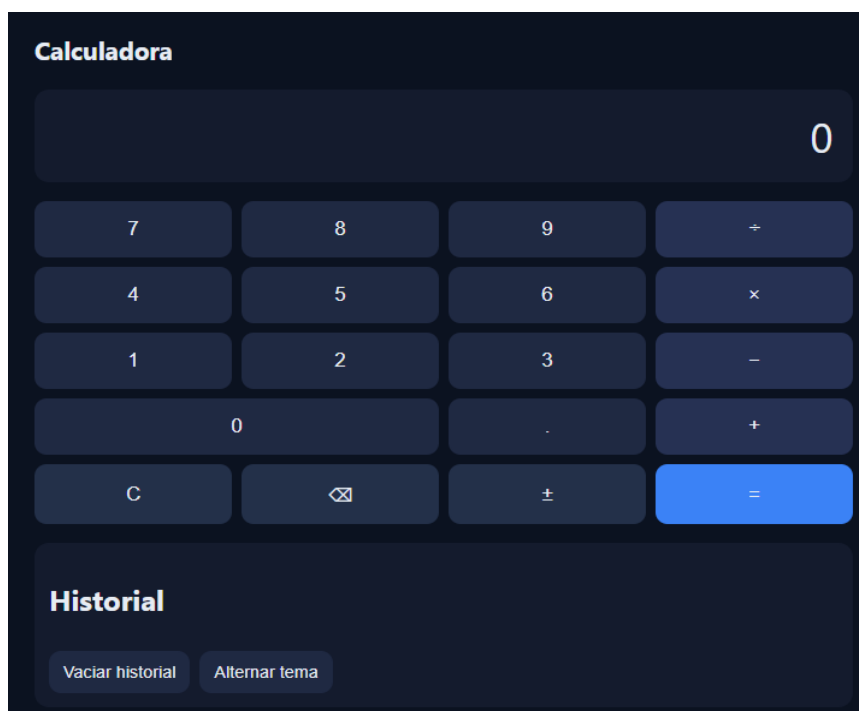 Calculadora
0
7 8 9 ÷
4 5 6 ×
1 2 3 −
0 . +
C ⌫ ± =
Historial
Vaciar historial Alternar tema